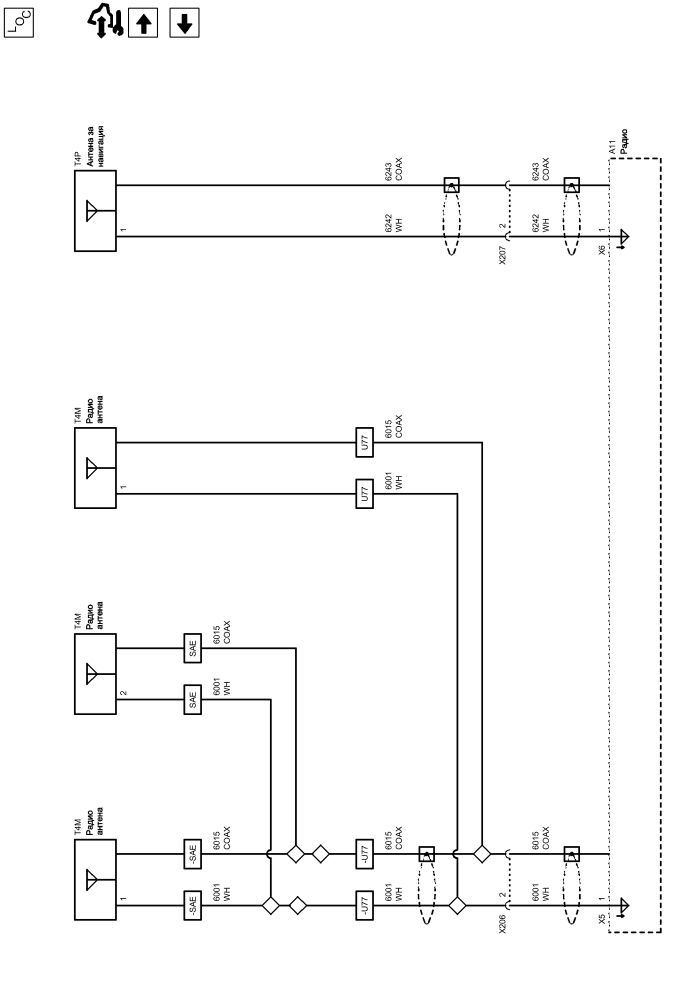 LOC
T4P
Антена за
навигация
1
6243
COAX
6242
WH
X207
2
6243
COAX
6242
WH
X6
1
A11
Радио
T4M
Радио
антена
1
U77
U77
6015
COAX
6001
WH
T4M
Радио
антена
2
SAE
SAE
6015
COAX
6001
WH
T4M
Радио
антена
1
-SAE
-SAE
6015
COAX
6001
WH
-U77
-U77
6015
COAX
6001
WH
X206
2
6015
COAX
6001
WH
X5
1